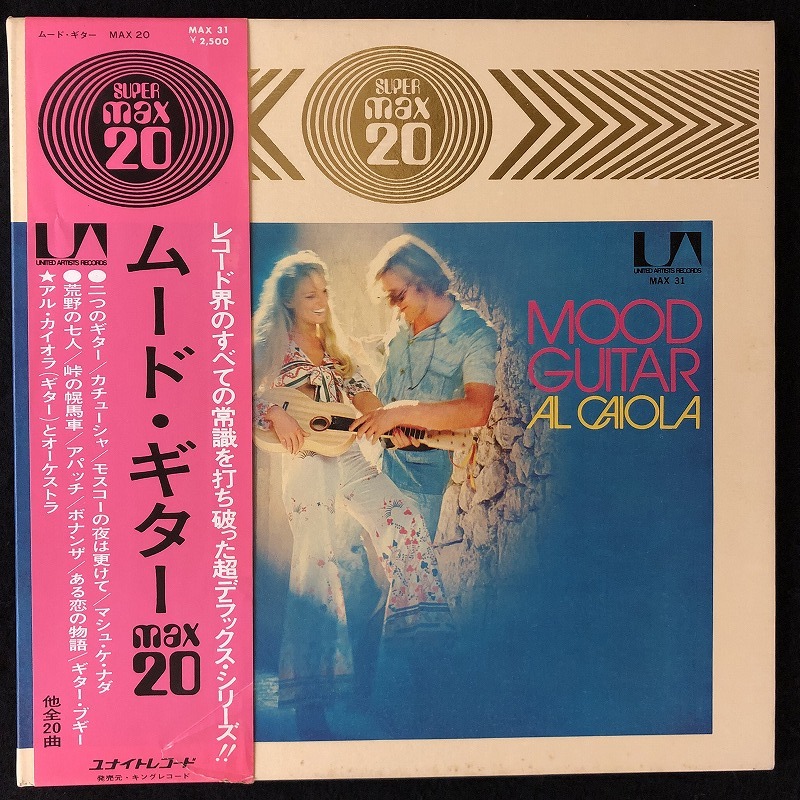 ムード・ギター MAX 20
MAX 31
¥2,500
SUPER
max
20
UNITED ARTISTS RECORDS
レコード界のすべての常識を打ち破った超デラックス・シリーズ!!
ムード・ギター
max
20
●二つのギター/カチューシャ/モスコーの夜は更けて/マシュ・ケ・ナダ
●荒野の七人/峠の幌馬車/アパッチ/ボナンザ/ある恋の物語/ギター・ブギー
★アル・カイオラ(ギター)とオーケストラ
他全20曲
ユナイトレコード
発売元・キングレコード
SUPER
max
20
UNITED ARTISTS RECORDS
MAX 31
MOOD
GUITAR
AL CAIOLA